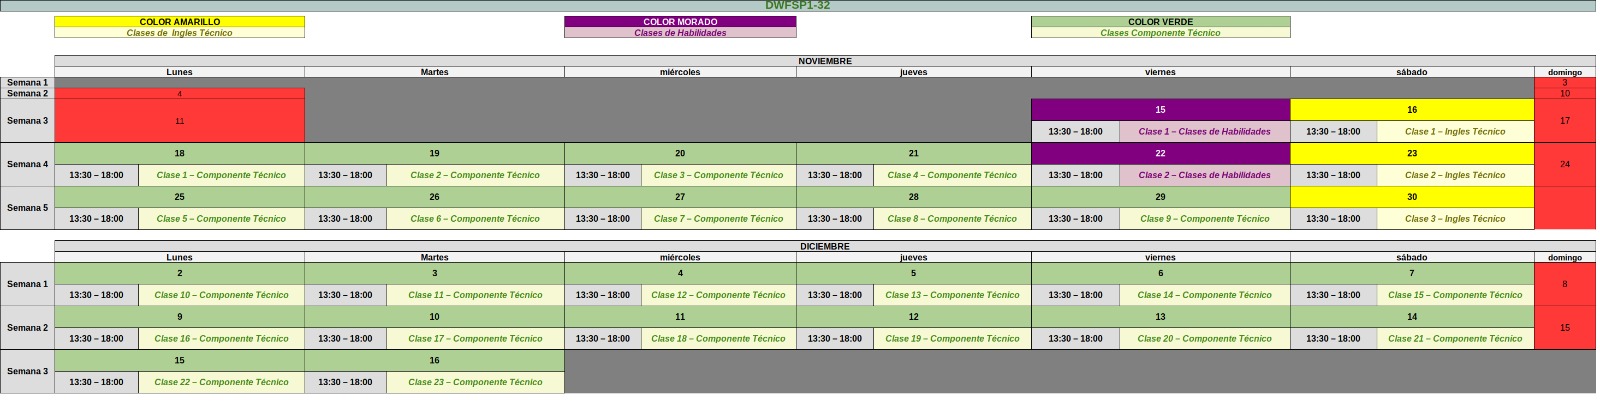 DWFSP1-32
COLOR AMARILLO COLOR MORADO COLOR VERDE
Clases de Ingles Técnico Clases de Habilidades Clases Componente Técnico
NOVIEMBRE
Lunes Martes miércoles jueves viernes sábado domingo
Semana 1 3
Semana 2 4 10
Semana 3 11 15 16 17
13:30 – 18:00 Clase 1 – Clases de Habilidades 13:30 – 18:00 Clase 1 – Ingles Técnico
Semana 4 18 19 20 21 22 23 24
13:30 – 18:00 Clase 1 – Componente Técnico 13:30 – 18:00 Clase 2 – Componente Técnico 13:30 – 18:00 Clase 3 – Componente Técnico 13:30 – 18:00 Clase 4 – Componente Técnico 13:30 – 18:00 Clase 2 – Clases de Habilidades 13:30 – 18:00 Clase 2 – Ingles Técnico
Semana 5 25 26 27 28 29 30
13:30 – 18:00 Clase 5 – Componente Técnico 13:30 – 18:00 Clase 6 – Componente Técnico 13:30 – 18:00 Clase 7 – Componente Técnico 13:30 – 18:00 Clase 8 – Componente Técnico 13:30 – 18:00 Clase 9 – Componente Técnico 13:30 – 18:00 Clase 3 – Ingles Técnico
DICIEMBRE
Lunes Martes miércoles jueves viernes sábado domingo
Semana 1 2 3 4 5 6 7 8
13:30 – 18:00 Clase 10 – Componente Técnico 13:30 – 18:00 Clase 11 – Componente Técnico 13:30 – 18:00 Clase 12 – Componente Técnico 13:30 – 18:00 Clase 13 – Componente Técnico 13:30 – 18:00 Clase 14 – Componente Técnico 13:30 – 18:00 Clase 15 – Componente Técnico
Semana 2 9 10 11 12 13 14 15
13:30 – 18:00 Clase 16 – Componente Técnico 13:30 – 18:00 Clase 17 – Componente Técnico 13:30 – 18:00 Clase 18 – Componente Técnico 13:30 – 18:00 Clase 19 – Componente Técnico 13:30 – 18:00 Clase 20 – Componente Técnico 13:30 – 18:00 Clase 21 – Componente Técnico
Semana 3 15 16
13:30 – 18:00 Clase 22 – Componente Técnico 13:30 – 18:00 Clase 23 – Componente Técnico